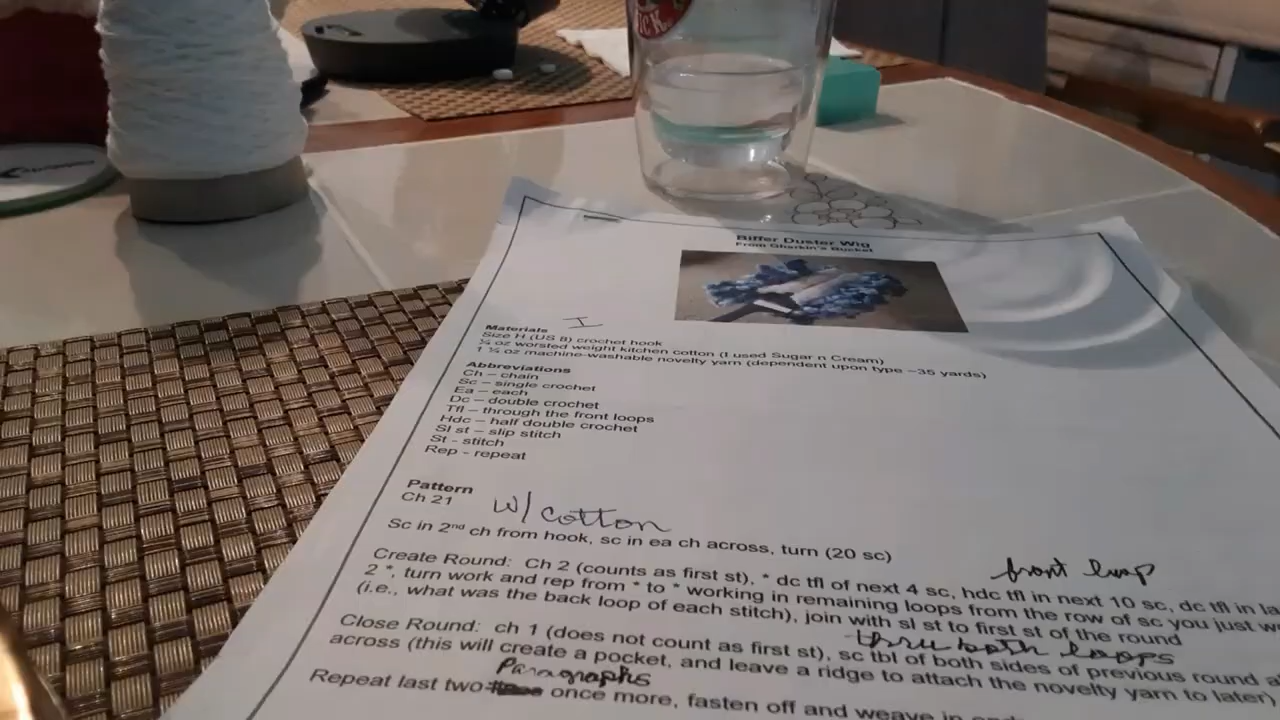 Biffer Duster Wig
From Gherkin's Bucket
Materials I
Size H (US 8) crochet hook
¾ oz worsted weight kitchen cotton (I used Sugar n Cream)
1 ¼ oz machine-washable novelty yarn (dependent upon type ~35 yards)
Abbreviations
Ch – chain
Sc – single crochet
Ea – each
Dc – double crochet
Tfl – through the front loops
Hdc – half double crochet
Sl st – slip stitch
St - stitch
Rep - repeat
Pattern
Ch 21 W/ cotton
Sc in 2nd ch from hook, sc in ea ch across, turn (20 sc)
front loop
Create Round: Ch 2 (counts as first st), * dc tfl of next 4 sc, hdc tfl in next 10 sc, dc tfl in la
2 *, turn work and rep from * to * working in remaining loops from the row of sc you just w
(i.e., what was the back loop of each stitch), join with sl st to first st of the round
thru both loops
Close Round: ch 1 (does not count as first st), sc tbl of both sides of previous round a
across (this will create a pocket, and leave a ridge to attach the novelty yarn to later)
Paragraphs
Repeat last two once more, fasten off and weave in